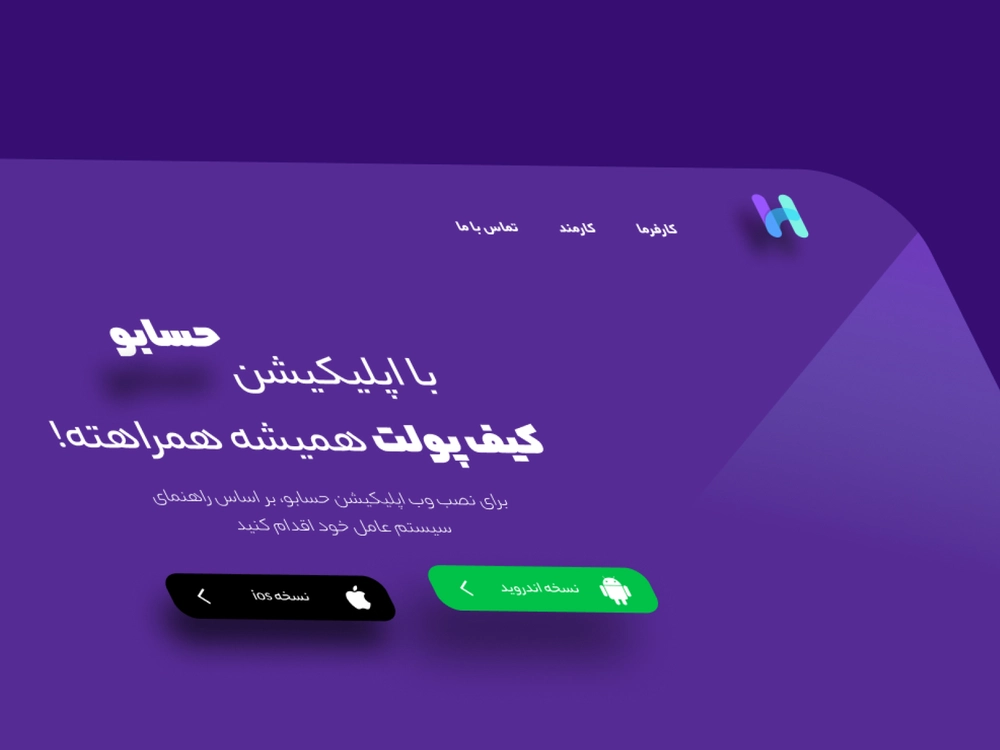 کارفرما
کارمند
تماس با ما
با اپلیکیشن حسابو
کیف پولت همیشه همراهته!
برای نصب وب اپلیکیشن حسابو، بر اساس راهنمای
سیستم عامل خود اقدام کنید
نسخه اندروید
نسخه ios